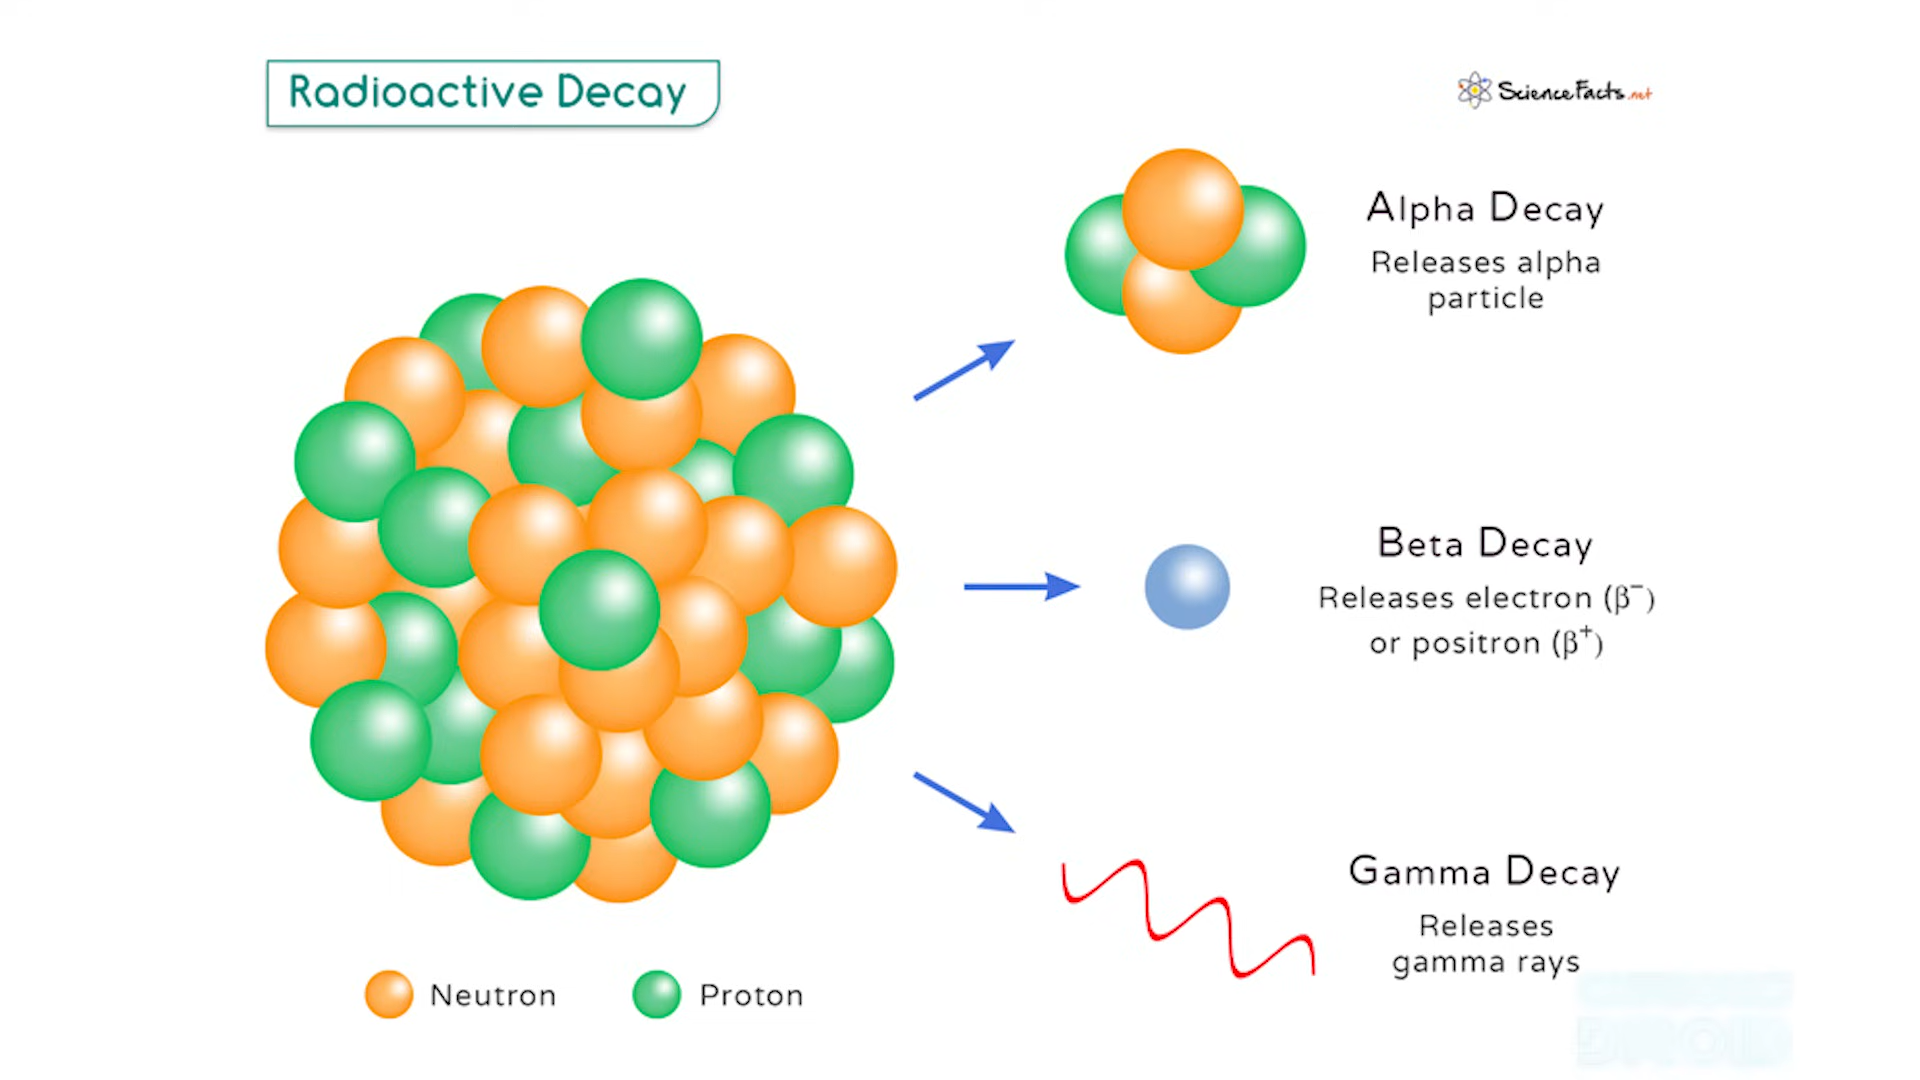 Radioactive Decay
ScienceFacts.net
Alpha Decay
Releases alpha
particle
Beta Decay
Releases electron (β⁻)
or positron (β⁺)
Gamma Decay
Releases
gamma rays
Neutron
Proton